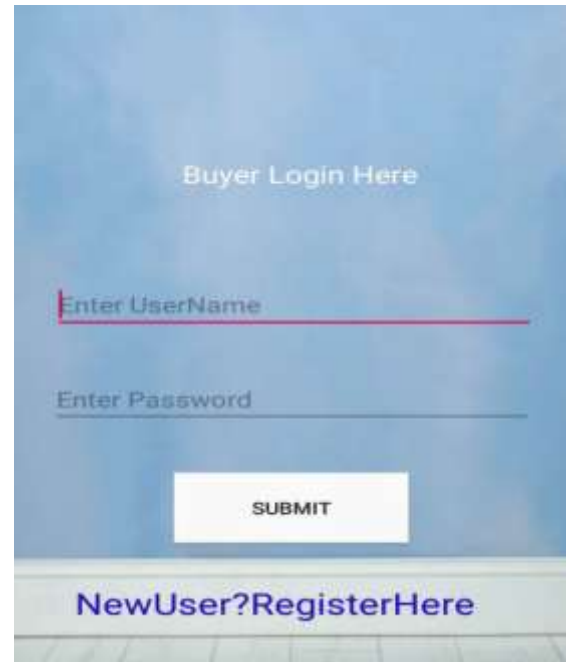 Buyer Login Here
Enter UserName
Enter Password
SUBMIT
NewUser?RegisterHere